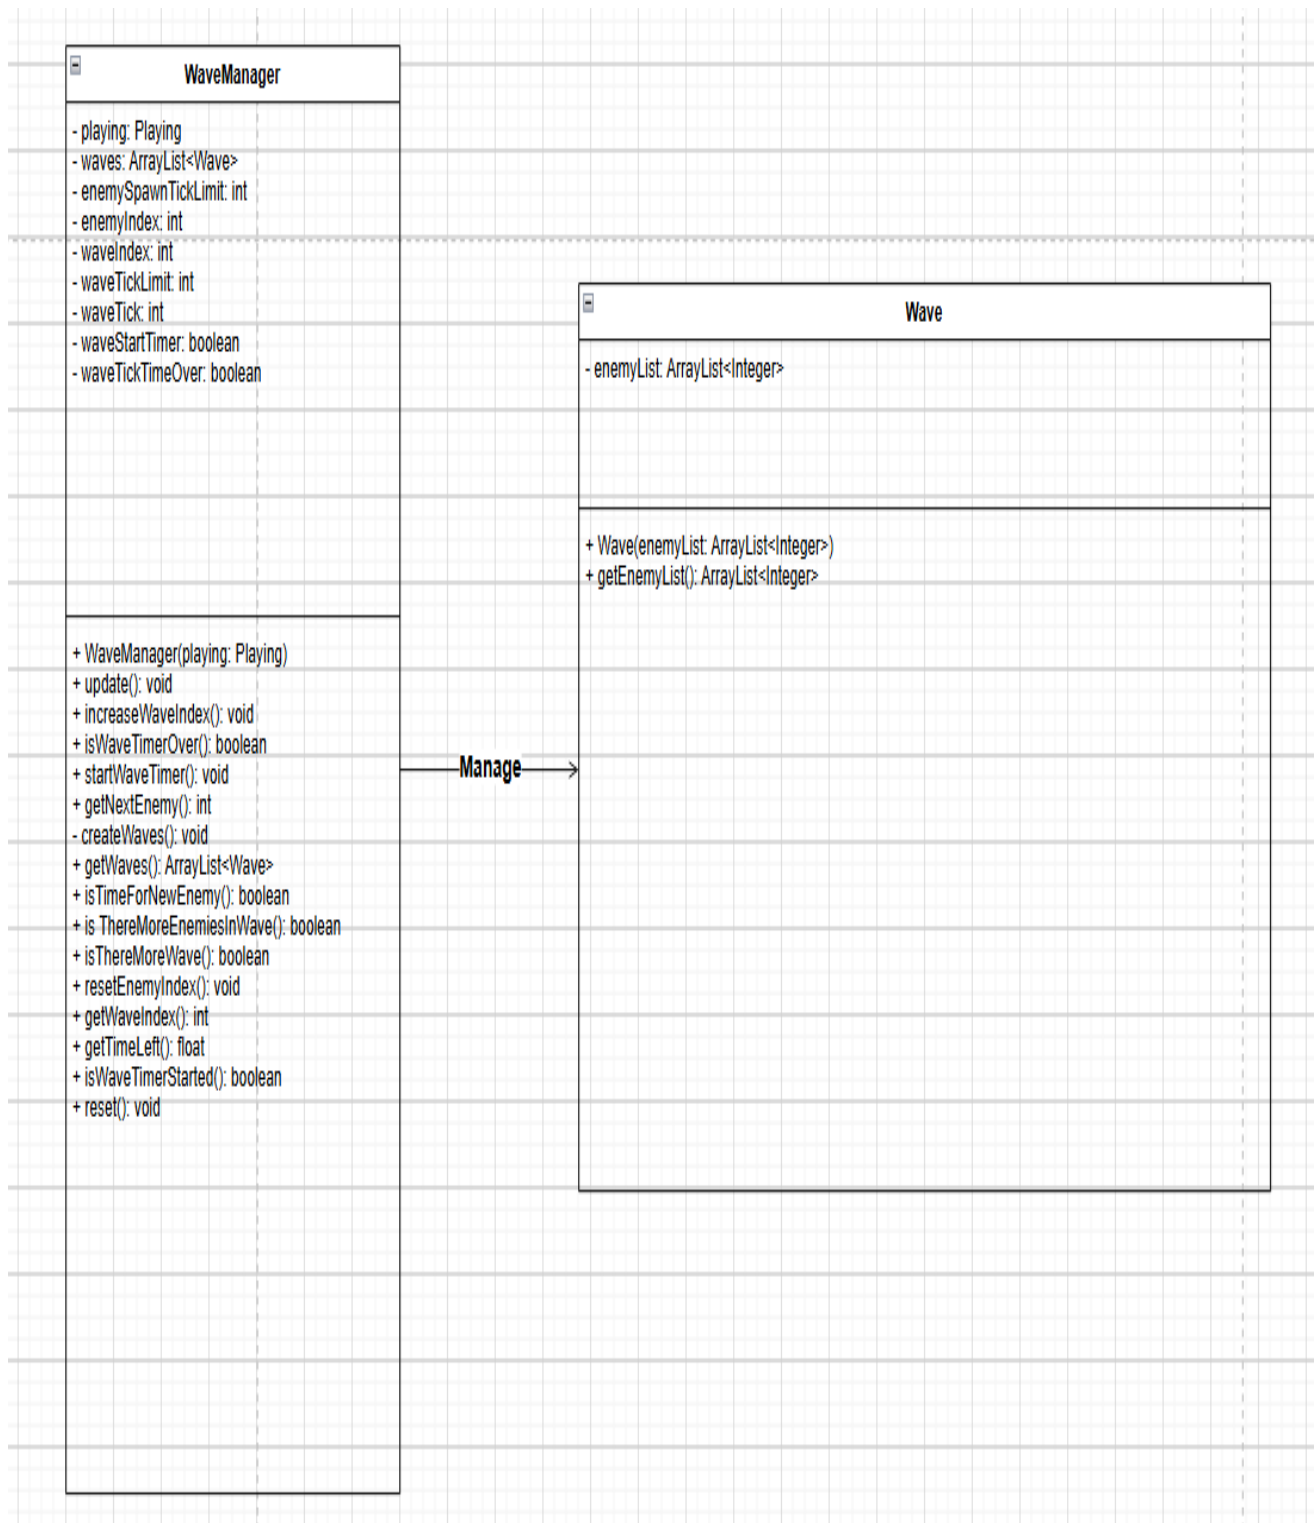 WaveManager
- playing: Playing
- waves: ArrayList<Wave>
- enemySpawnTickLimit: int
- enemyIndex: int
- waveIndex: int
- waveTickLimit: int
- waveTick: int
- waveStartTimer: boolean
- waveTickTimeOver: boolean
+ WaveManager(playing: Playing)
+ update(): void
+ increaseWaveIndex(): void
+ isWaveTimerOver(): boolean
+ startWaveTimer(): void
+ getNextEnemy(): int
- createWaves(): void
+ getWaves(): ArrayList<Wave>
+ isTimeForNewEnemy(): boolean
+ is ThereMoreEnemiesInWave(): boolean
+ isThereMoreWave(): boolean
+ resetEnemyIndex(): void
+ getWaveIndex(): int
+ getTimeLeft(): float
+ isWaveTimerStarted(): boolean
+ reset(): void
Manage
Wave
- enemyList: ArrayList<Integer>
+ Wave(enemyList: ArrayList<Integer>)
+ getEnemyList(): ArrayList<Integer>